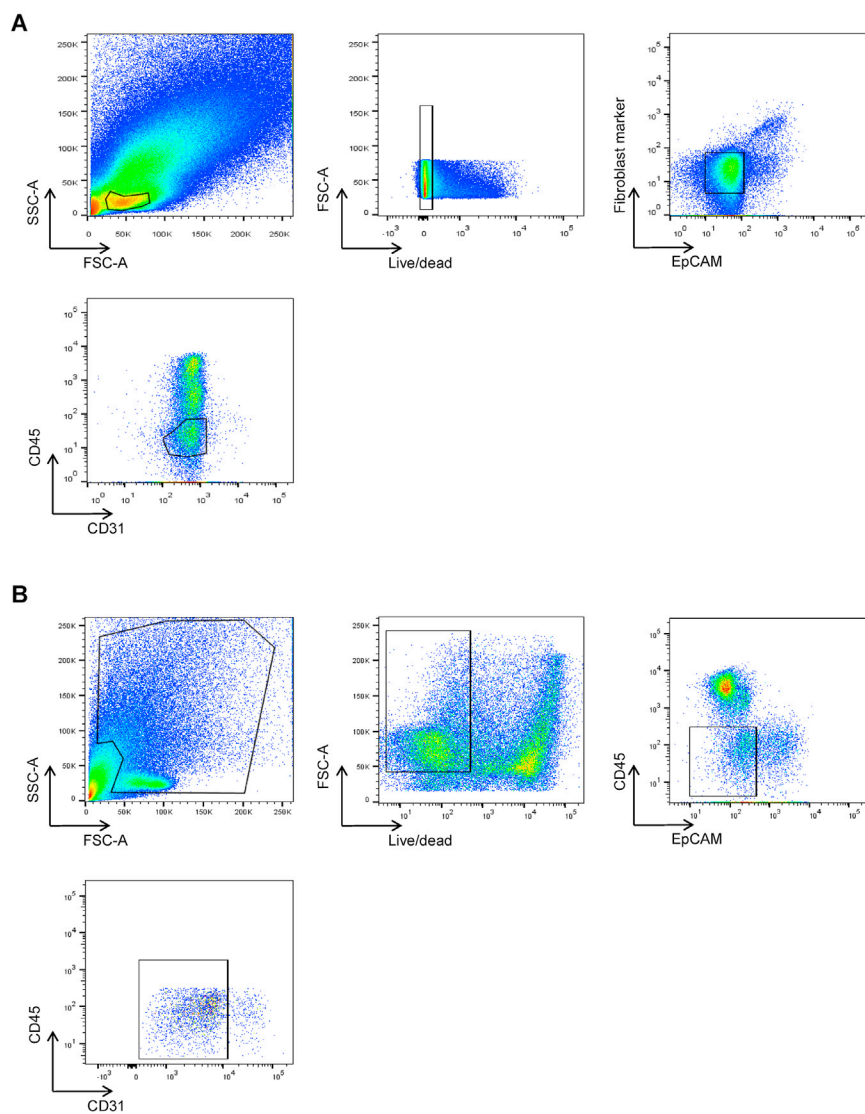 A
250K
200K
150K
100K
50K
0
SSC-A
0 50K 100K 150K 200K 250K
FSC-A
250K
200K
150K
100K
50K
0
FSC-A
-10³ 0 10³ 10⁴ 10⁵
Live/dead
10⁵
10⁴
10³
10²
10¹
10⁰
Fibroblast marker
10⁰ 10¹ 10² 10³ 10⁴ 10⁵
EpCAM
10⁵
10⁴
10³
10²
10¹
10⁰
CD45
10⁰ 10¹ 10² 10³ 10⁴ 10⁵
CD31
B
250K
200K
150K
100K
50K
0
SSC-A
0 50K 100K 150K 200K 250K
FSC-A
250K
200K
150K
100K
50K
0
FSC-A
10¹ 10² 10³ 10⁴ 10⁵
Live/dead
10⁵
10⁴
10³
10²
10¹
CD45
10¹ 10² 10³ 10⁴ 10⁵
EpCAM
10⁵
10⁴
10³
10²
10¹
CD45
-10³ 0 10³ 10⁴ 10⁵
CD31